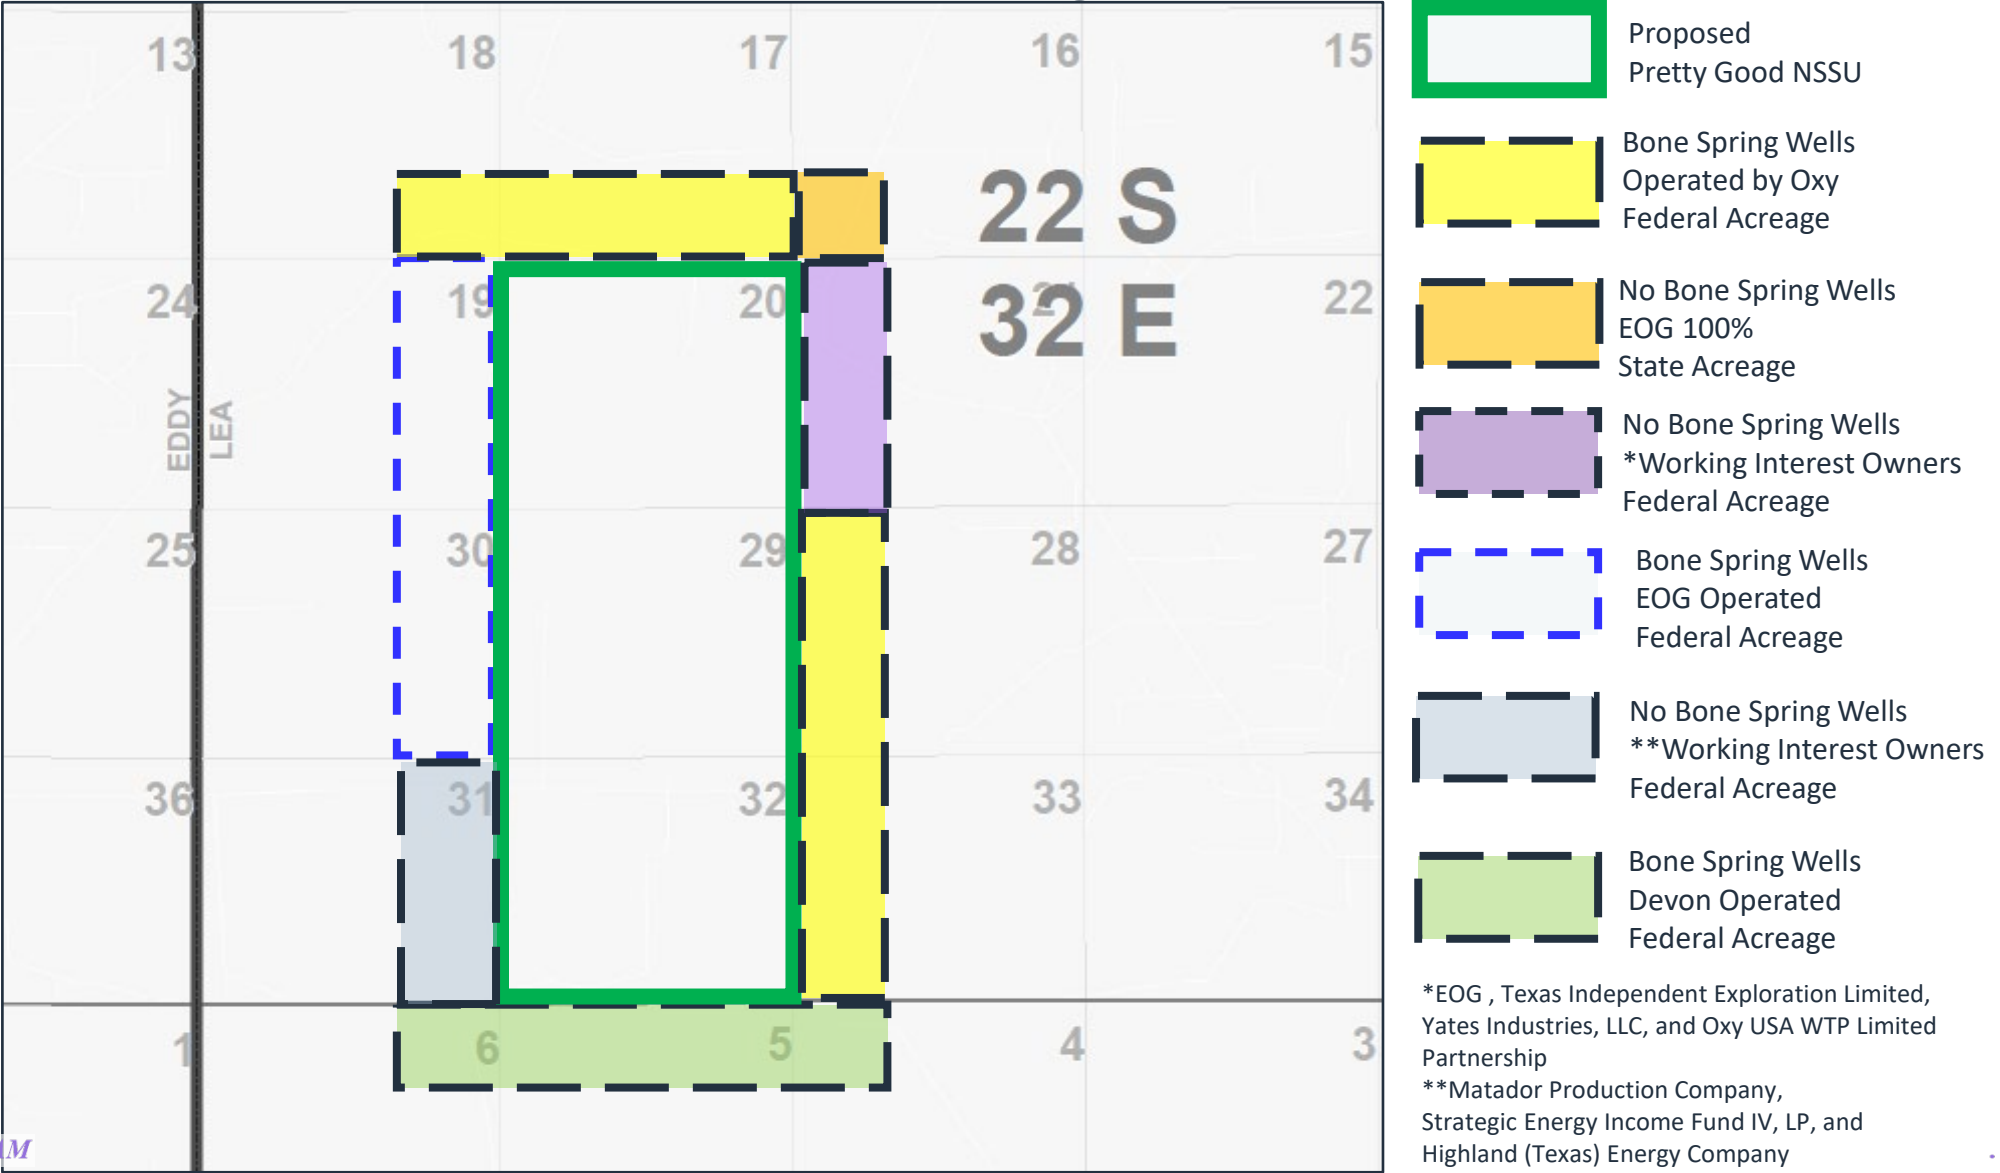 13 18 17 16 15
22 S
32 E
24 19 20 22
EDDY
LEA
25 30 29 28 27
36 31 32 33 34
1 6 5 4 3
Proposed
Pretty Good NSSU
Bone Spring Wells
Operated by Oxy
Federal Acreage
No Bone Spring Wells
EOG 100%
State Acreage
No Bone Spring Wells
*Working Interest Owners
Federal Acreage
Bone Spring Wells
EOG Operated
Federal Acreage
No Bone Spring Wells
**Working Interest Owners
Federal Acreage
Bone Spring Wells
Devon Operated
Federal Acreage
*EOG , Texas Independent Exploration Limited,
Yates Industries, LLC, and Oxy USA WTP Limited
Partnership
**Matador Production Company,
Strategic Energy Income Fund IV, LP, and
Highland (Texas) Energy Company